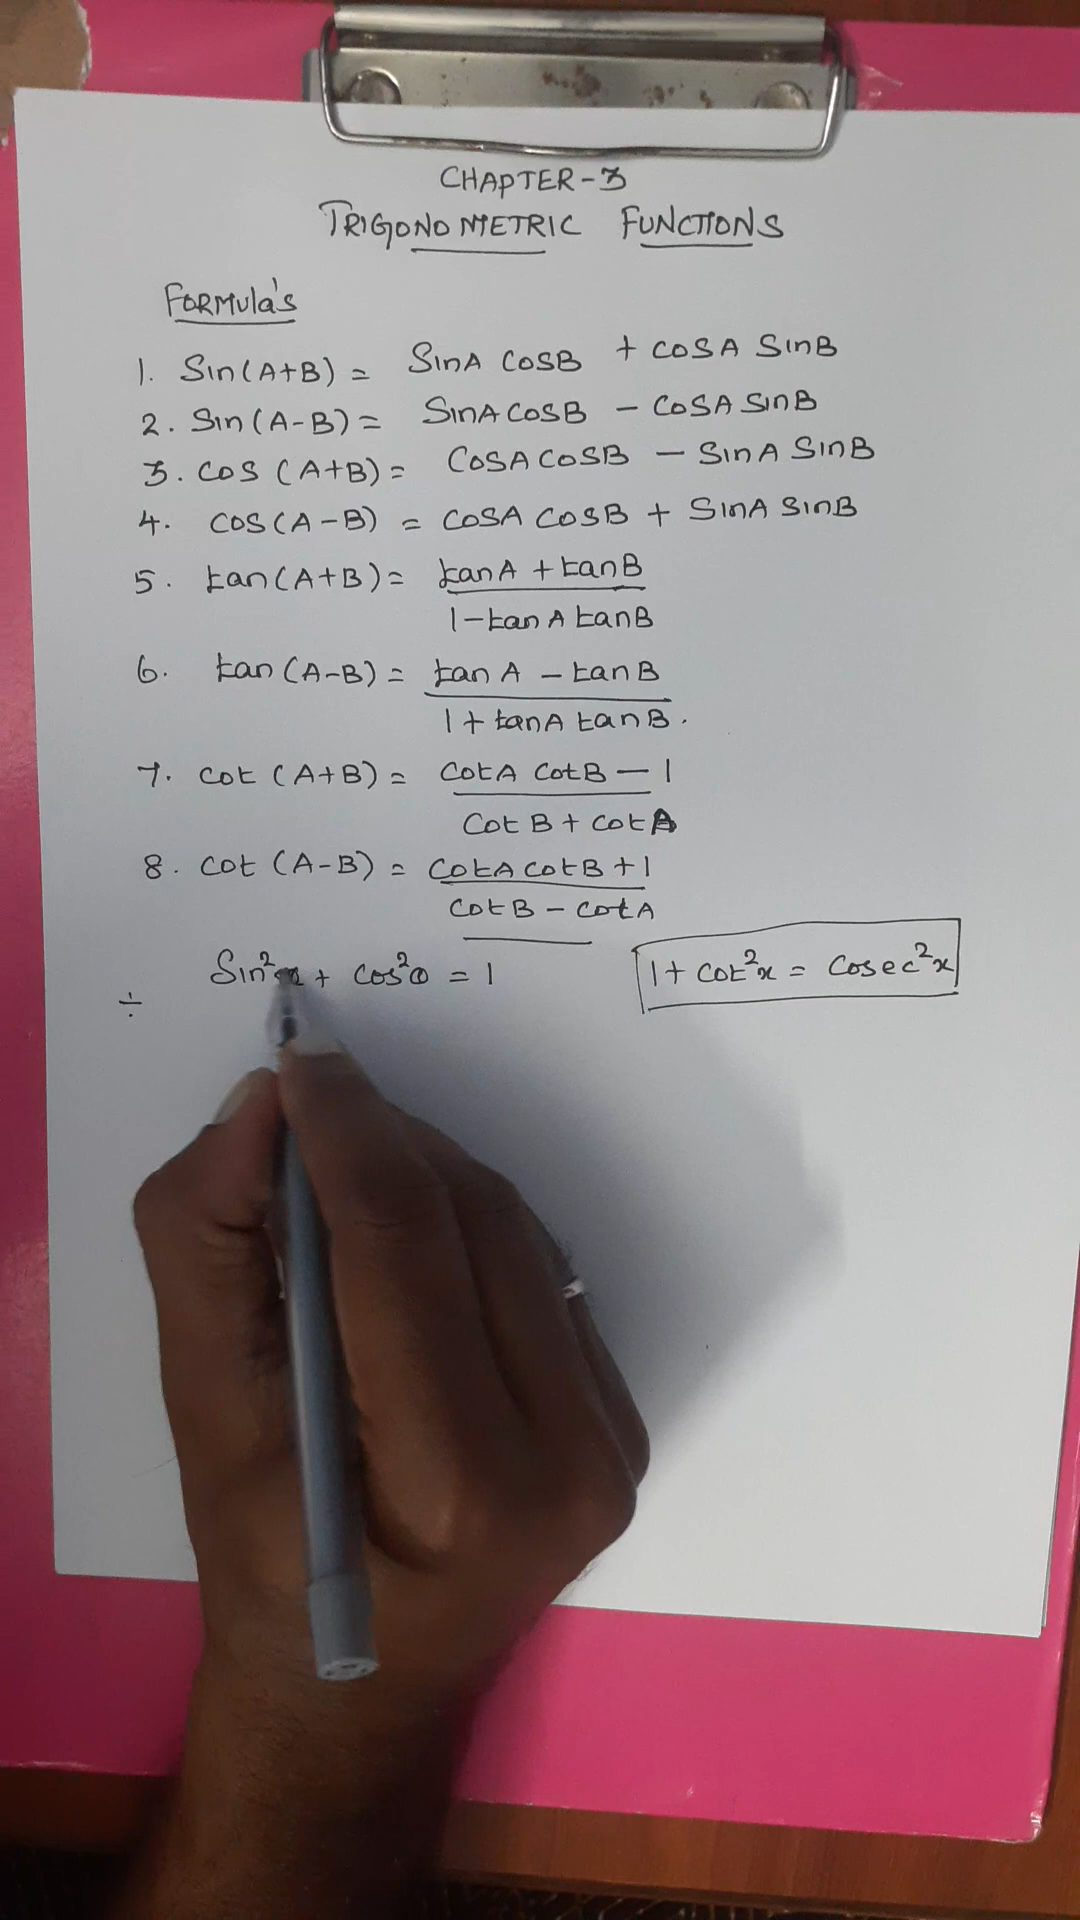 CHAPTER-3
TRIGONOMETRIC FUNCTIONS
FORMula's
1. Sin(A+B) = SinA COSB + COSA SinB
2. Sin(A-B) = SinA COSB - COSA SinB
3. COS (A+B) = COSA COSB - SinA SinB
4. COS(A-B) = COSA COSB + SinA SinB
5. tan(A+B) = tanA + tanB
1-tanA tanB
6. tan(A-B) = tanA - tanB
1+tanA tanB.
7. cot (A+B) = cotA cotB - 1
cotB + cotA
8. cot (A-B) = cotA cotB + 1
cotB - cotA
Sin²x + cos²θ = 1
1 + cot²x = cosec²x
÷